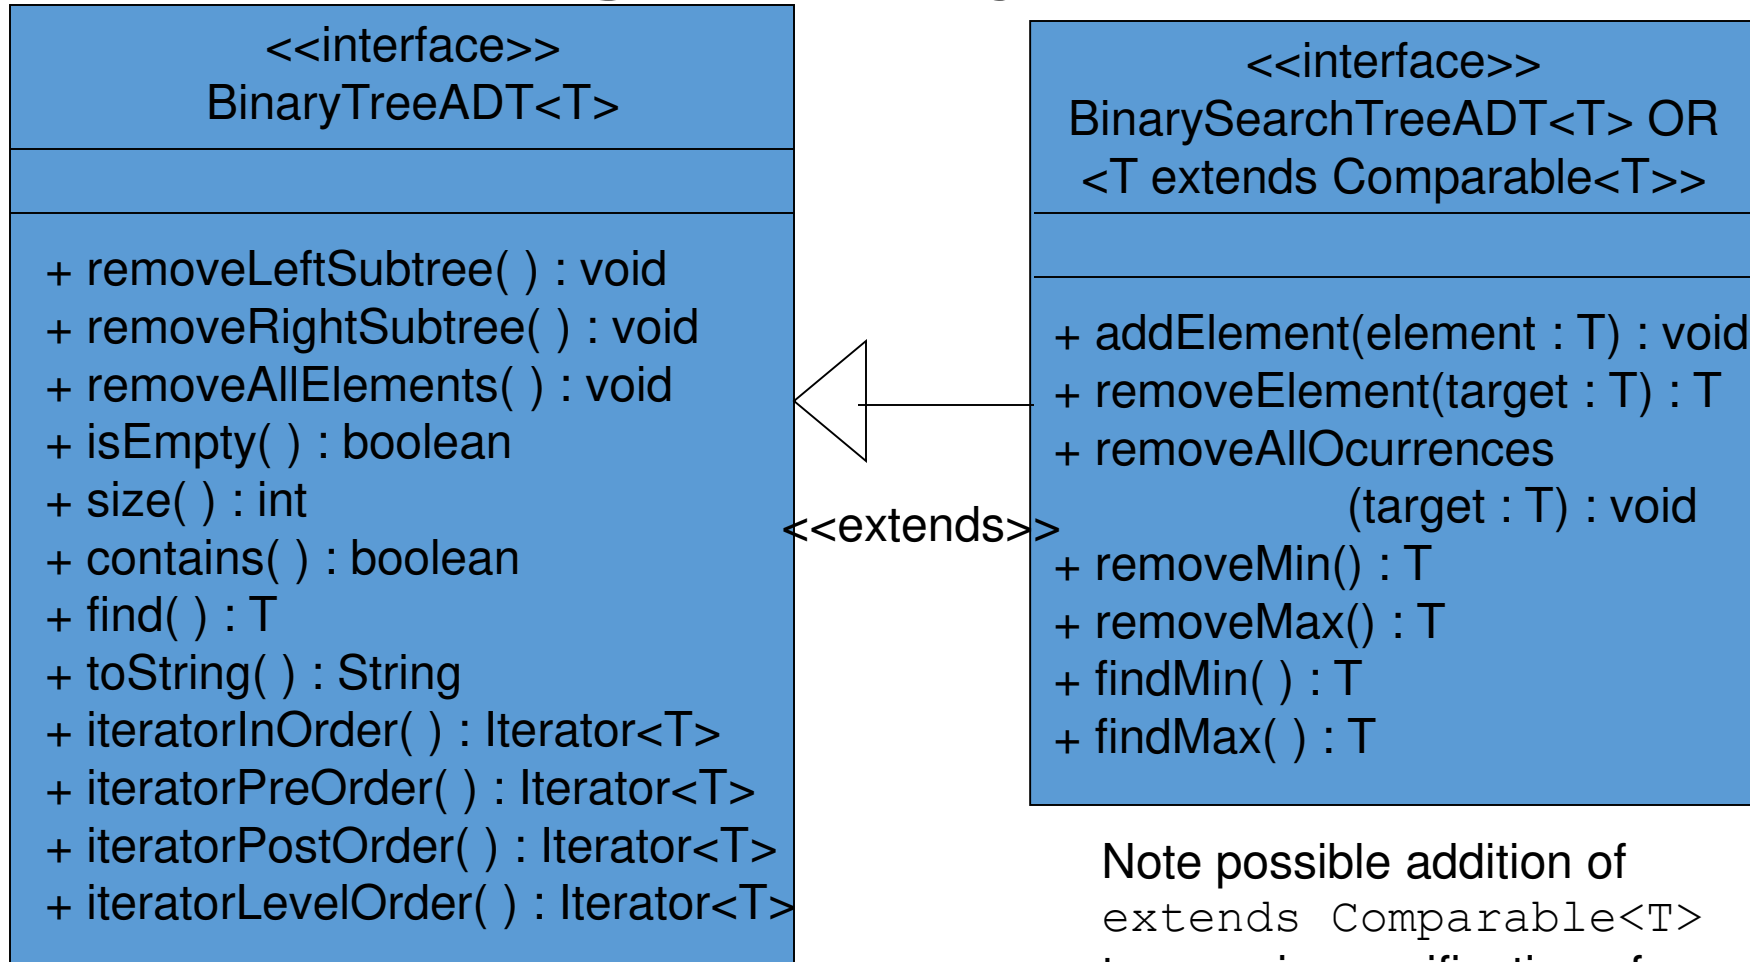 <<interface>>
BinaryTreeADT<T>
+ removeLeftSubtree( ) : void
+ removeRightSubtree( ) : void
+ removeAllElements( ) : void
+ isEmpty( ) : boolean
+ size( ) : int
+ contains( ) : boolean
+ find( ) : T
+ toString( ) : String
+ iteratorInOrder( ) : Iterator<T>
+ iteratorPreOrder( ) : Iterator<T>
+ iteratorPostOrder( ) : Iterator<T>
+ iteratorLevelOrder( ) : Iterator<T>
<<extends>>
<<interface>>
BinarySearchTreeADT<T> OR
<T extends Comparable<T>>
+ addElement(element : T) : void
+ removeElement(target : T) : T
+ removeAllOcurrences
(target : T) : void
+ removeMin() : T
+ removeMax() : T
+ findMin( ) : T
+ findMax( ) : T
Note possible addition of
extends Comparable<T>